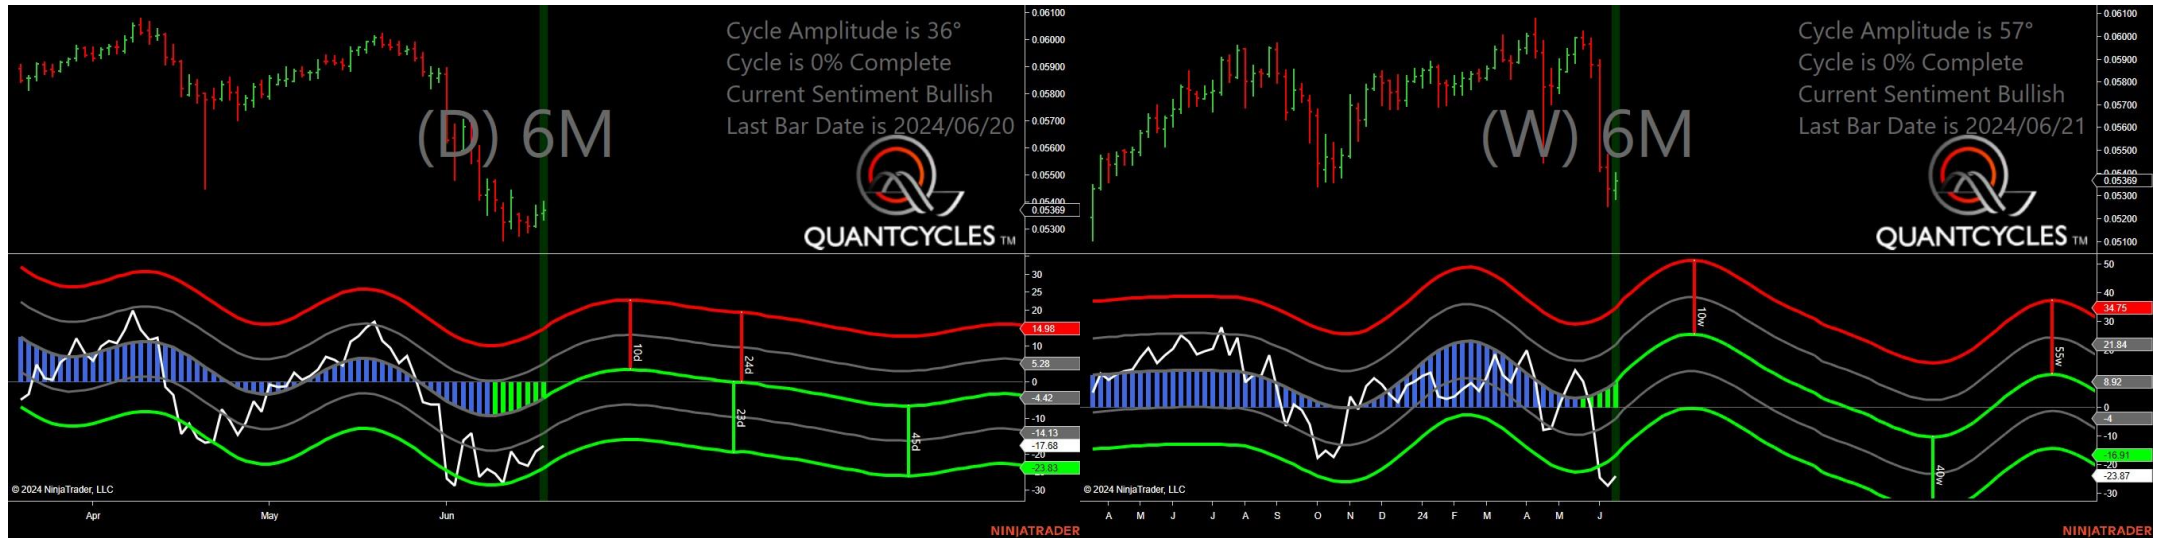 Cycle Amplitude is 36°
Cycle is 0% Complete
Current Sentiment Bullish
Last Bar Date is 2024/06/20
(D) 6M
QUANTCYCLES TM
0.06100
0.06000
0.05900
0.05800
0.05700
0.05600
0.05500
0.05400
0.05369
0.05300
30
25
20
14.98
10
5.28
0
-4.42
-10
-14.13
-17.68
-20
-23.83
-30
10d
24d
23d
45d
© 2024 NinjaTrader, LLC
Apr
May
Jun
NINJATRADER
Cycle Amplitude is 57°
Cycle is 0% Complete
Current Sentiment Bullish
Last Bar Date is 2024/06/21
(W) 6M
QUANTCYCLES TM
0.06100
0.06000
0.05900
0.05800
0.05700
0.05600
0.05500
0.05400
0.05369
0.05300
0.05200
0.05100
50
40
34.75
30
21.84
20
8.92
0
-4
-10
-16.91
-20
-23.87
-30
10w
55w
40w
© 2024 NinjaTrader, LLC
A M J J A S O N D 24 F M A M J
NINJATRADER